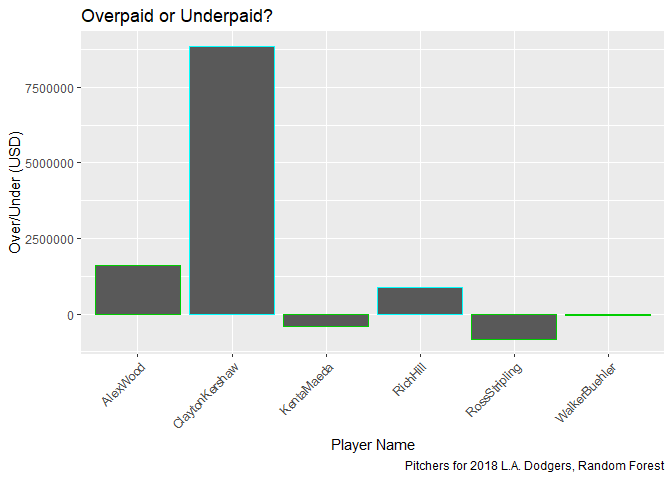 Overpaid or Underpaid?
Over/Under (USD)
7500000
5000000
2500000
0
AlexWood
ClaytonKershaw
KentaMaeda
RichHill
RossStripling
WalkerBuehler
Player Name
Pitchers for 2018 L.A. Dodgers, Random Forest